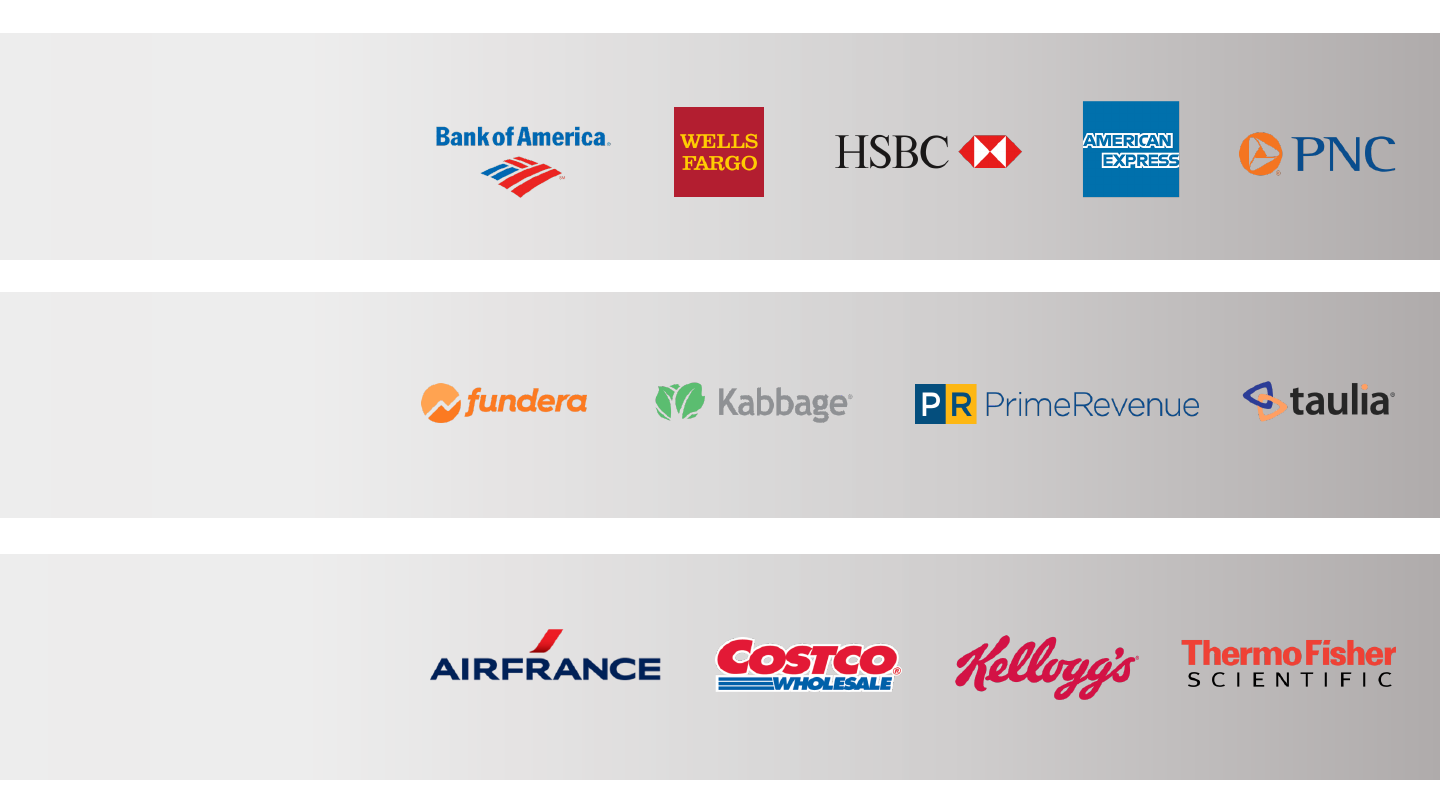 Bank of America
WELLS
FARGO
HSBC
AMERICAN
EXPRESS
PNC
fundera
Kabbage
PR PrimeRevenue
taulia
AIRFRANCE
COSTCO
WHOLESALE
Kellogg's
ThermoFisher
SCIENTIFIC